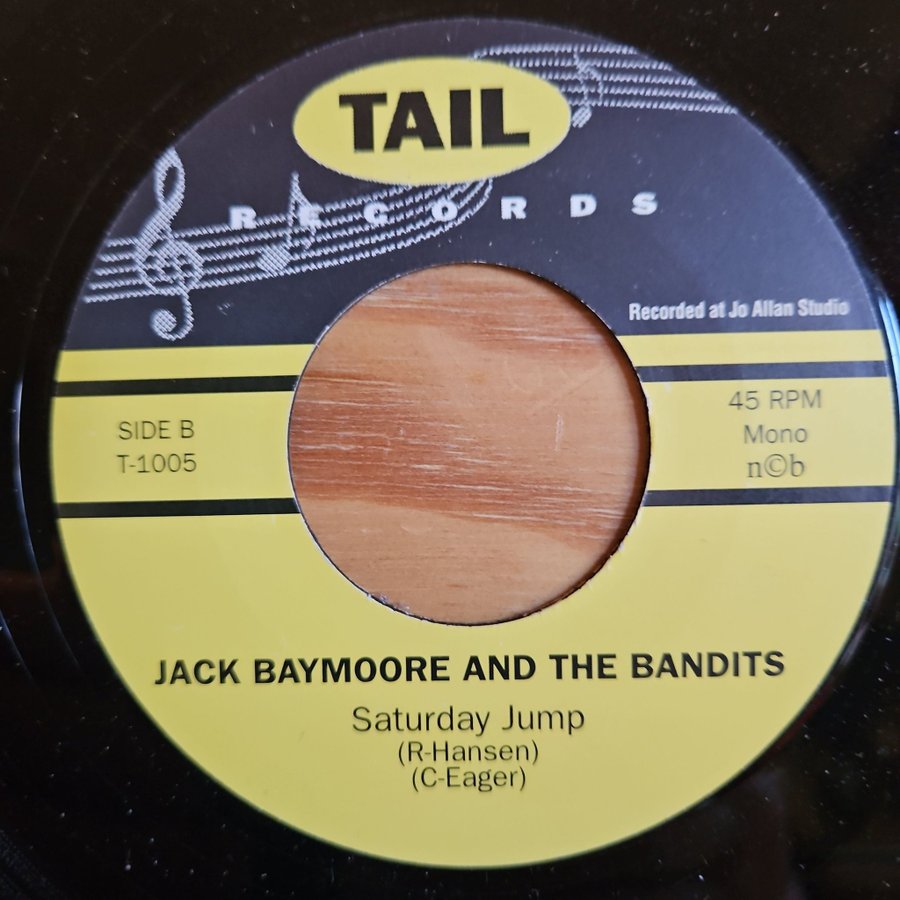 TAIL
RECORDS
Recorded at Jo Allan Studio
SIDE B
T-1005
45 RPM
Mono
n©b
JACK BAYMOORE AND THE BANDITS
Saturday Jump
(R-Hansen)
(C-Eager)